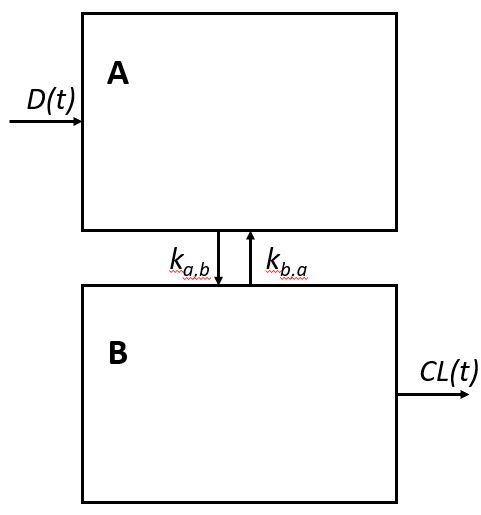 A
D(t)
k_{a,b} k_{b,a}
B
CL(t)